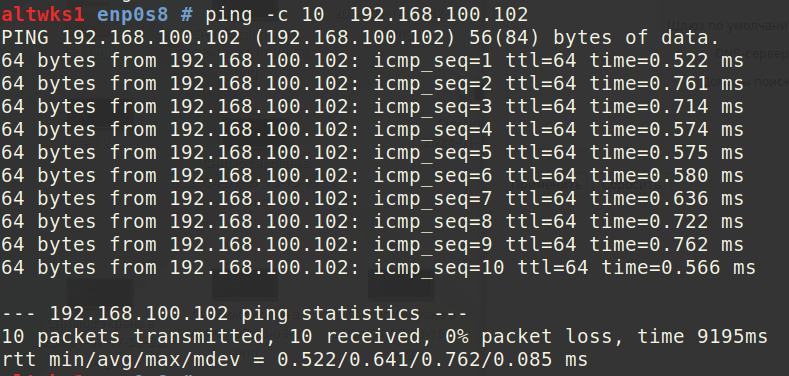 altwks1 enp0s8 # ping -c 10  192.168.100.102
PING 192.168.100.102 (192.168.100.102) 56(84) bytes of data.
64 bytes from 192.168.100.102: icmp_seq=1 ttl=64 time=0.522 ms
64 bytes from 192.168.100.102: icmp_seq=2 ttl=64 time=0.761 ms
64 bytes from 192.168.100.102: icmp_seq=3 ttl=64 time=0.714 ms
64 bytes from 192.168.100.102: icmp_seq=4 ttl=64 time=0.574 ms
64 bytes from 192.168.100.102: icmp_seq=5 ttl=64 time=0.575 ms
64 bytes from 192.168.100.102: icmp_seq=6 ttl=64 time=0.580 ms
64 bytes from 192.168.100.102: icmp_seq=7 ttl=64 time=0.636 ms
64 bytes from 192.168.100.102: icmp_seq=8 ttl=64 time=0.722 ms
64 bytes from 192.168.100.102: icmp_seq=9 ttl=64 time=0.762 ms
64 bytes from 192.168.100.102: icmp_seq=10 ttl=64 time=0.566 ms
--- 192.168.100.102 ping statistics ---
10 packets transmitted, 10 received, 0% packet loss, time 9195ms
rtt min/avg/max/mdev = 0.522/0.641/0.762/0.085 ms